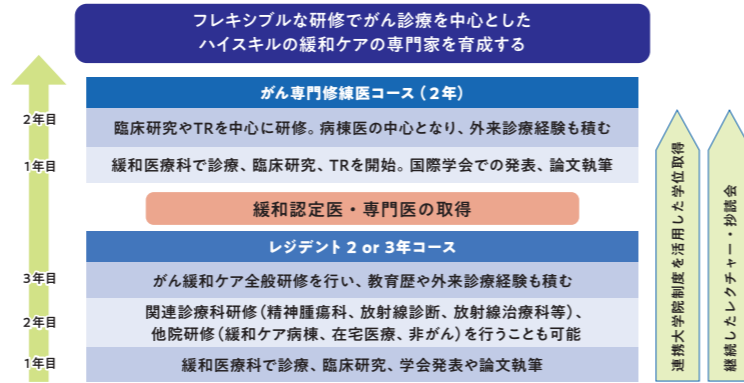 フレキシブルな研修でがん診療を中心とした
ハイスキルの緩和ケアの専門家を育成する
がん専門修練医コース（2年）
2年目
臨床研究やTRを中心に研修。病棟医の中心となり、外来診療経験も積む
1年目
緩和医療科で診療、臨床研究、TRを開始。国際学会での発表、論文執筆
緩和認定医・専門医の取得
レジデント 2 or 3年コース
3年目
がん緩和ケア全般研修を行い、教育歴や外来診療経験も積む
2年目
関連診療科研修（精神腫瘍科、放射線診断、放射線治療科等）、
他院研修（緩和ケア病棟、在宅医療、非がん）を行うことも可能
1年目
緩和医療科で診療、臨床研究、学会発表や論文執筆
連携大学院制度を活用した学位取得
継続したレクチャー・抄読会